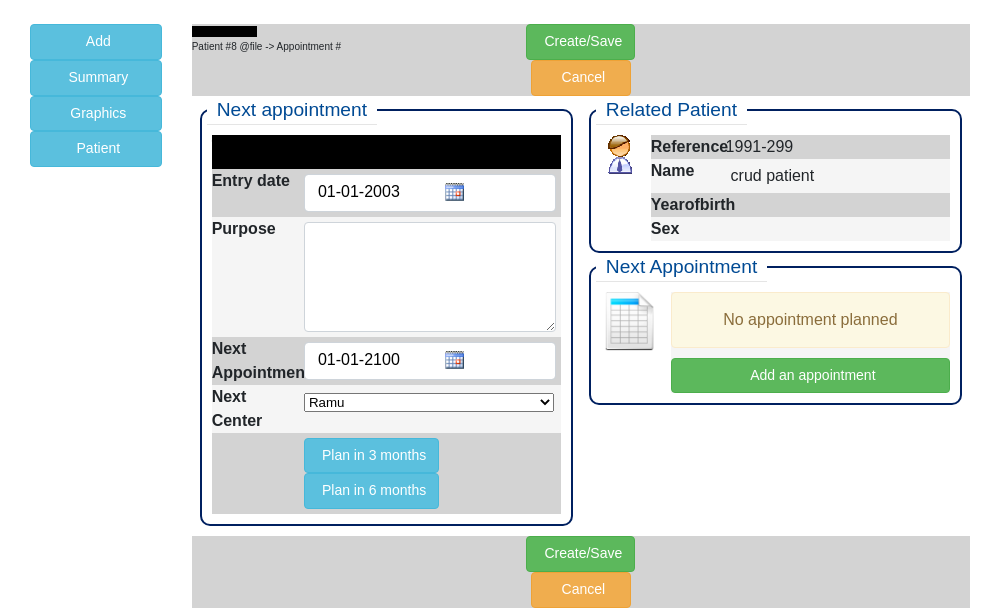 Add
Summary
Graphics
Patient
Patient #8 @file -> Appointment #
Create/Save
Cancel
Next appointment
Entry date
01-01-2003
Purpose
Next
Appointmen
01-01-2100
Next
Center
Ramu
Plan in 3 months
Plan in 6 months
Related Patient
Reference
1991-299
Name
crud patient
Yearofbirth
Sex
Next Appointment
No appointment planned
Add an appointment
Create/Save
Cancel